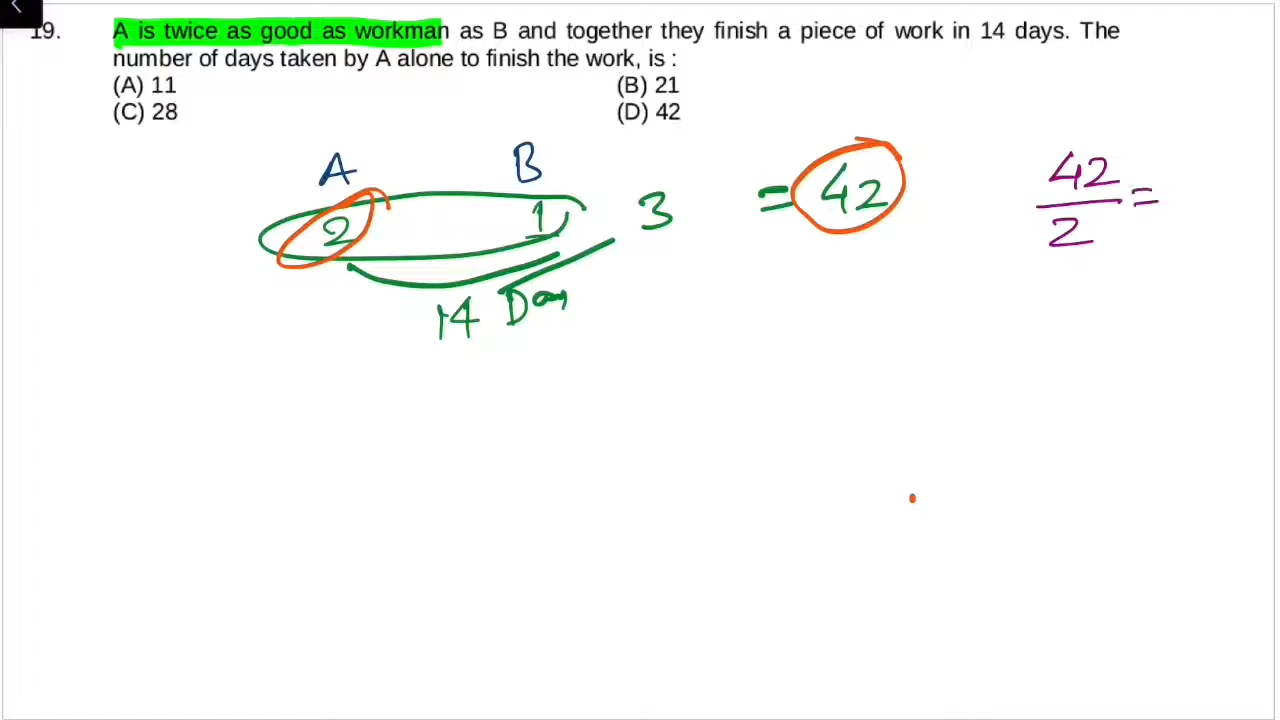 19. A is twice as good as workman as B and together they finish a piece of work in 14 days. The
number of days taken by A alone to finish the work, is :
(A) 11 (B) 21
(C) 28 (D) 42
A B
2 1 3 = 42
14 Day
42
2 =